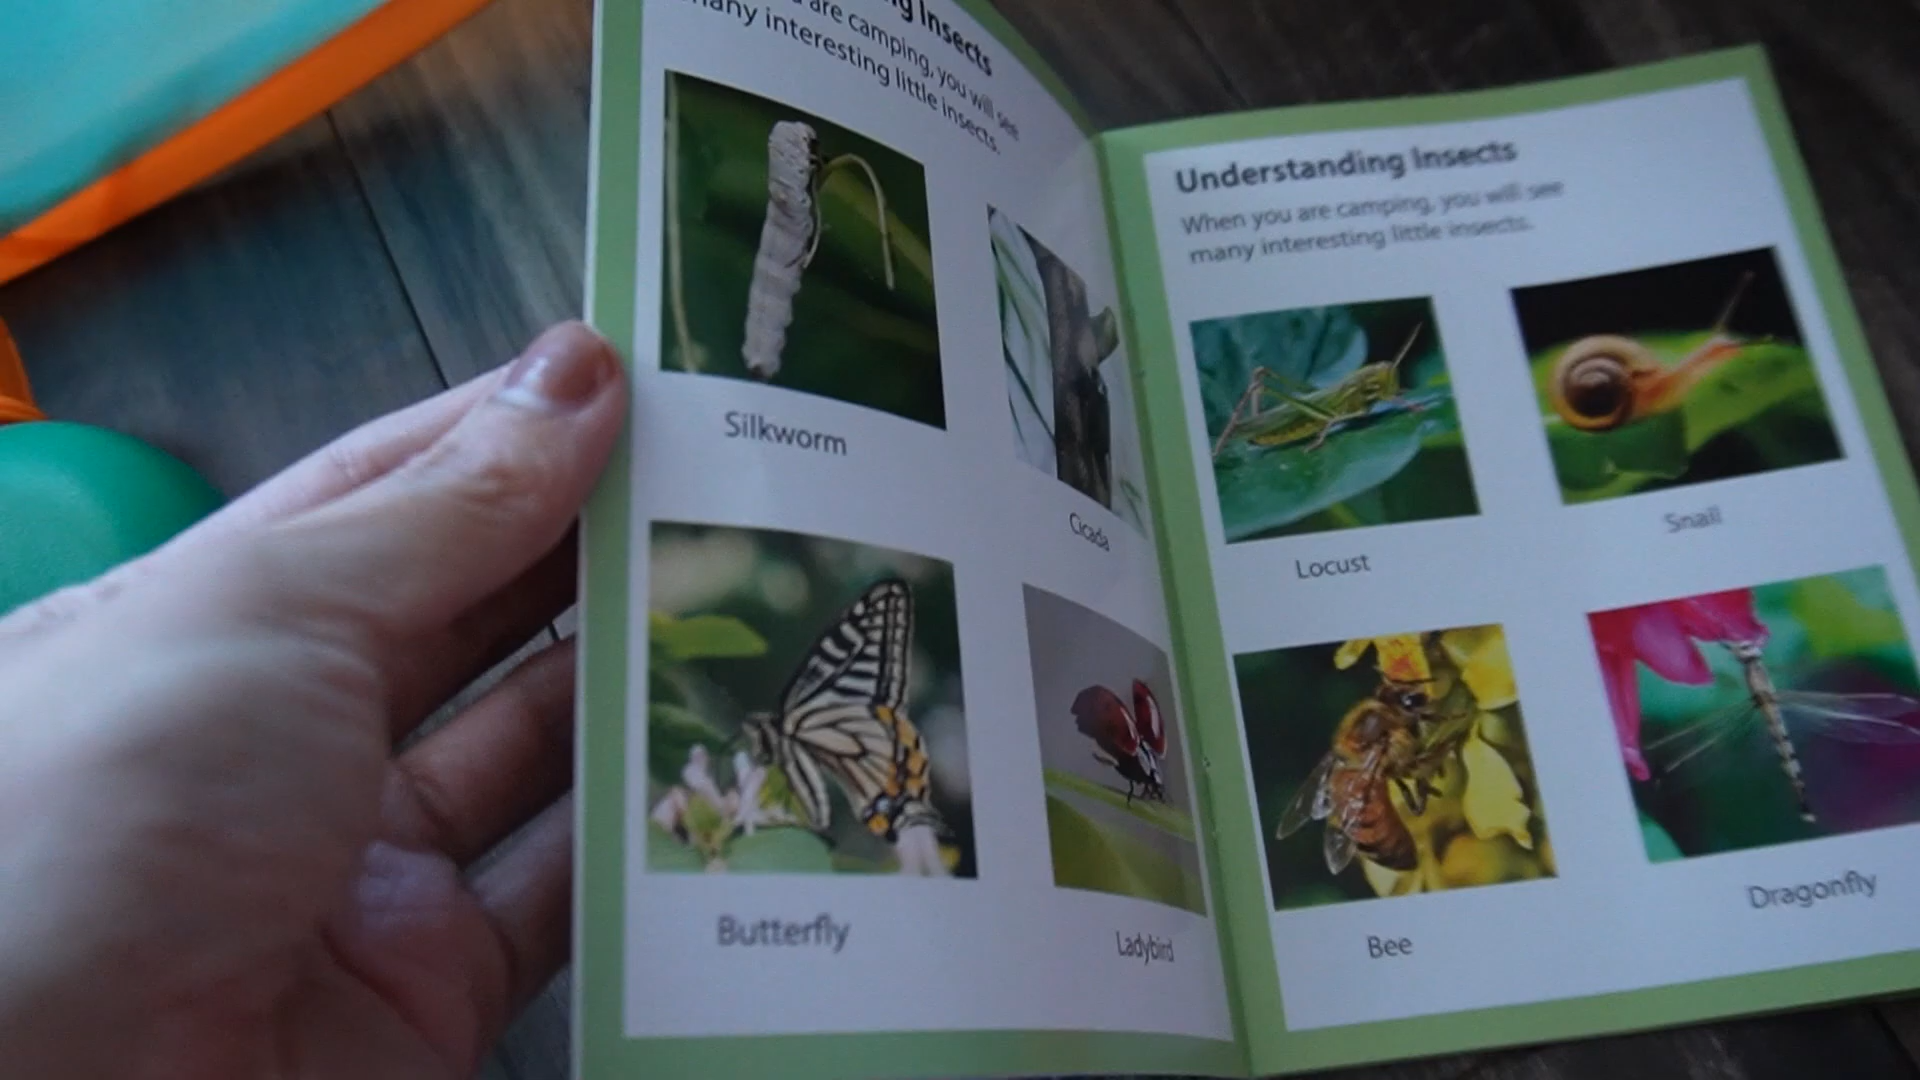 ng Insects
are camping, you will see
many interesting little insects.
Silkworm
Cicada
Butterfly
Ladybird
Understanding Insects
When you are camping, you will see
many interesting little insects.
Locust
Snail
Bee
Dragonfly